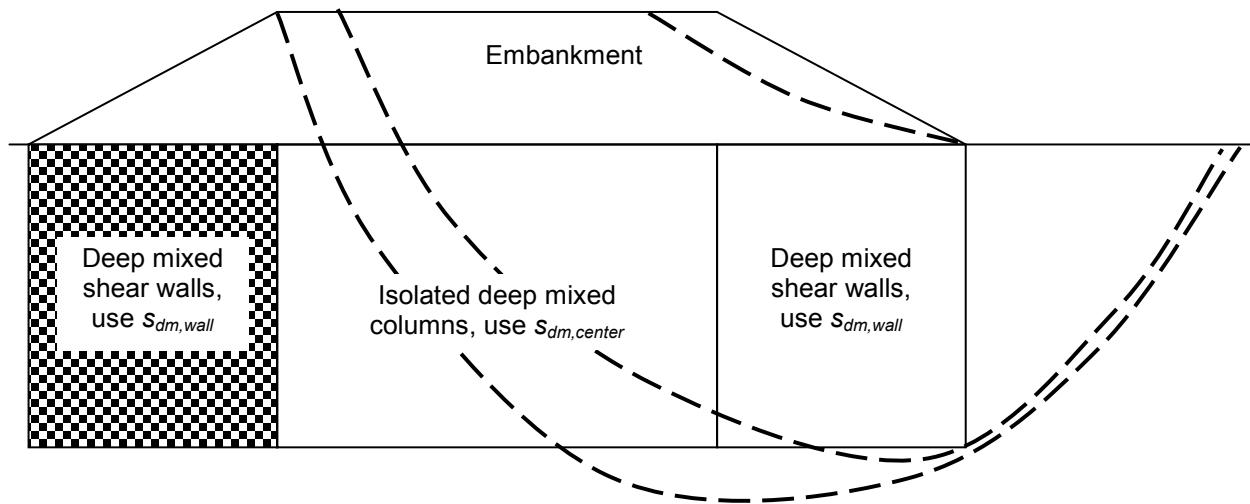 Embankment
Deep mixed
shear walls,
use s_dm,wall
Isolated deep mixed
columns, use s_dm,center
Deep mixed
shear walls,
use s_dm,wall